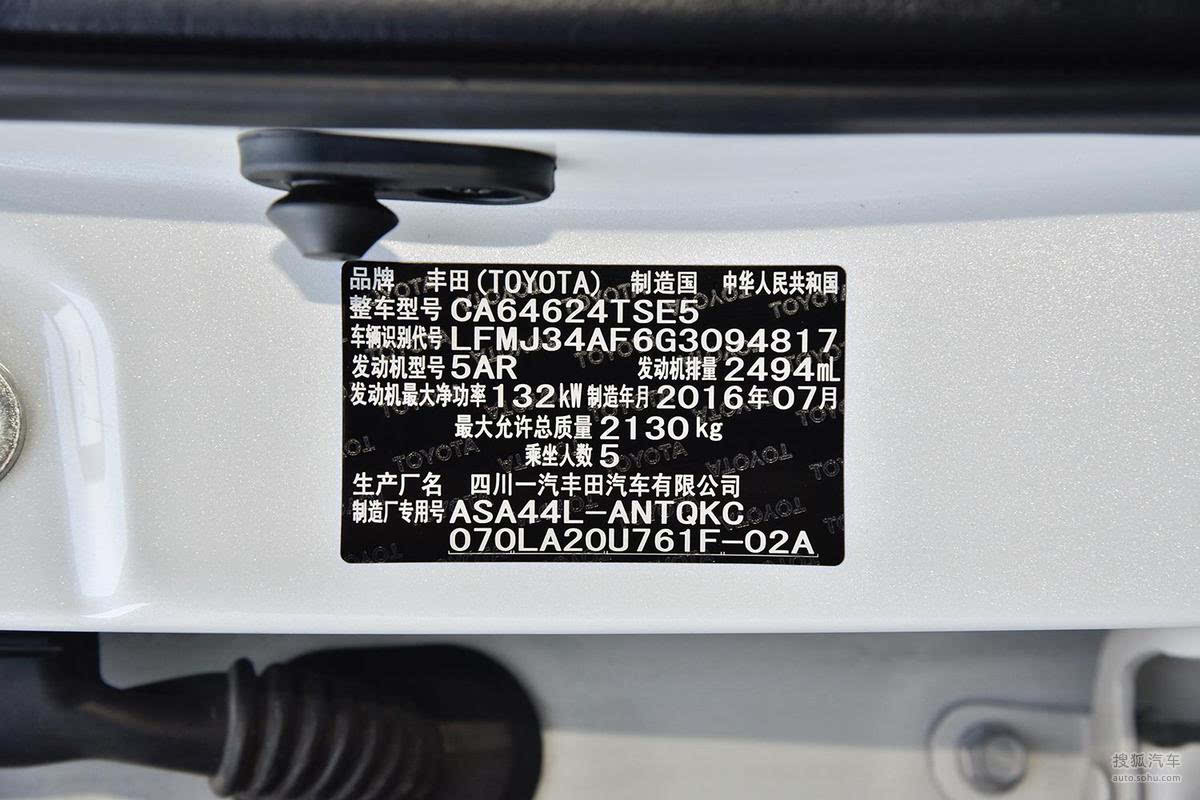 品牌 丰田(TOYOTA) 制造国 中华人民共和国
整车型号 CA64624TSE5
车辆识别代号 LFMJ34AF6G3094817
发动机型号 5AR 发动机排量 2494mL
发动机最大净功率 132kW 制造年月 2016年07月
最大允许总质量 2130kg
乘坐人数 5
生产厂名 四川一汽丰田汽车有限公司
制造厂专用号 ASA44L-ANTQKC
070LA20U761F-02A
搜狐汽车
auto.sohu.com